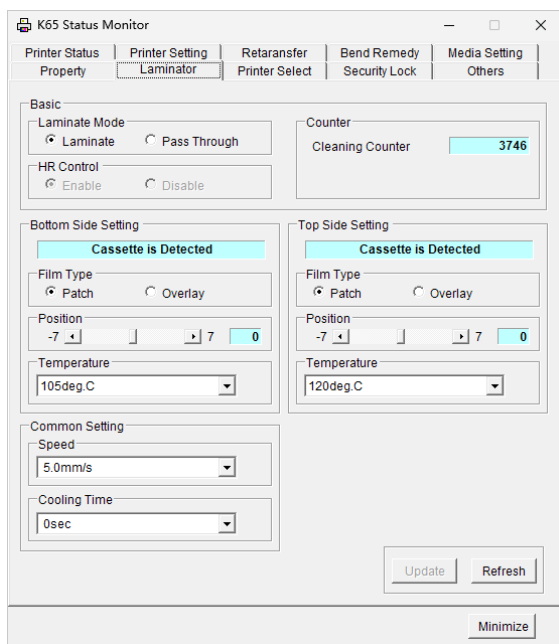 K65 Status Monitor
Printer Status Printer Setting Retaransfer Bend Remedy Media Setting
Property Laminator Printer Select Security Lock Others
Basic
Laminate Mode
Laminate Pass Through
HR Control
Enable Disable
Counter
Cleaning Counter 3746
Bottom Side Setting
Cassette is Detected
Film Type
Patch Overlay
Position
-7 7 0
Temperature
105deg.C
Top Side Setting
Cassette is Detected
Film Type
Patch Overlay
Position
-7 7 0
Temperature
120deg.C
Common Setting
Speed
5.0mm/s
Cooling Time
0sec
Update Refresh
Minimize